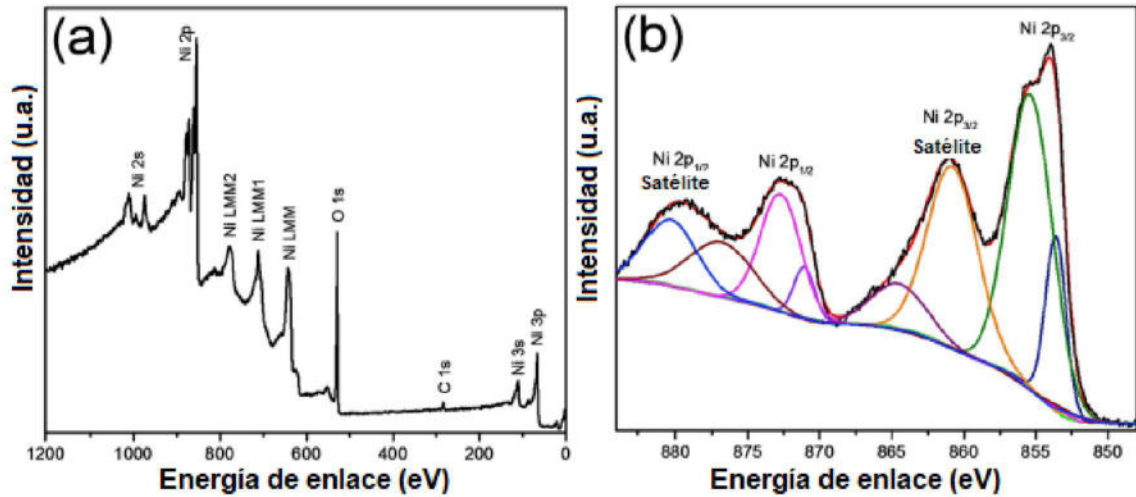 (a)
Intensidad (u.a.)
Ni 2s
Ni 2p
Ni LMM2
Ni LMM1
Ni LMM
O 1s
C 1s
Ni 3s
Ni 3p
1200 1000 800 600 400 200 0
Energía de enlace (eV)
(b)
Intensidad (u.a.)
Ni 2p1/2
Satélite
Ni 2p1/2
Ni 2p3/2
Satélite
Ni 2p3/2
880 875 870 865 860 855 850
Energía de enlace (eV)